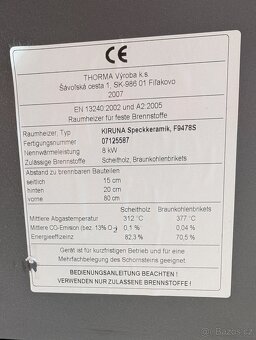 CE
THORMA Výroba k.s
Šávoľská cesta 1, SK-986 01 Fiľakovo
2007
EN 13240:2002 und A2:2005
Raumheizer für feste Brennstoffe
Raumheizer, Typ KIRUNA Speckkeramik, F9478S
Fertigungsnummer 07125587
Nennwärmeleistung 8 kW
Zulässige Brennstoffe Scheitholz, Braunkohlenbrikets
Abstand zu brennbaren Bauteilen
seitlich 15 cm
hinten 20 cm
vorne 80 cm
Scheitholz Braunkohlenbrikets
Mittlere Abgastemperatur 312 °C 377 °C
Mittlere CO-Emision (bez. 13% O2) 0,1 % 0,04 %
Energieeffizienz 82,3 % 70,5 %
Gerät ist für kurzfristigen Betrieb und für eine
Mehrfachbelegung des Schornsteins geeignet
BEDIENUNGSANLEITUNG BEACHTEN !
VERWENDEN NUR ZULASSENE BRENNSTOFFE !